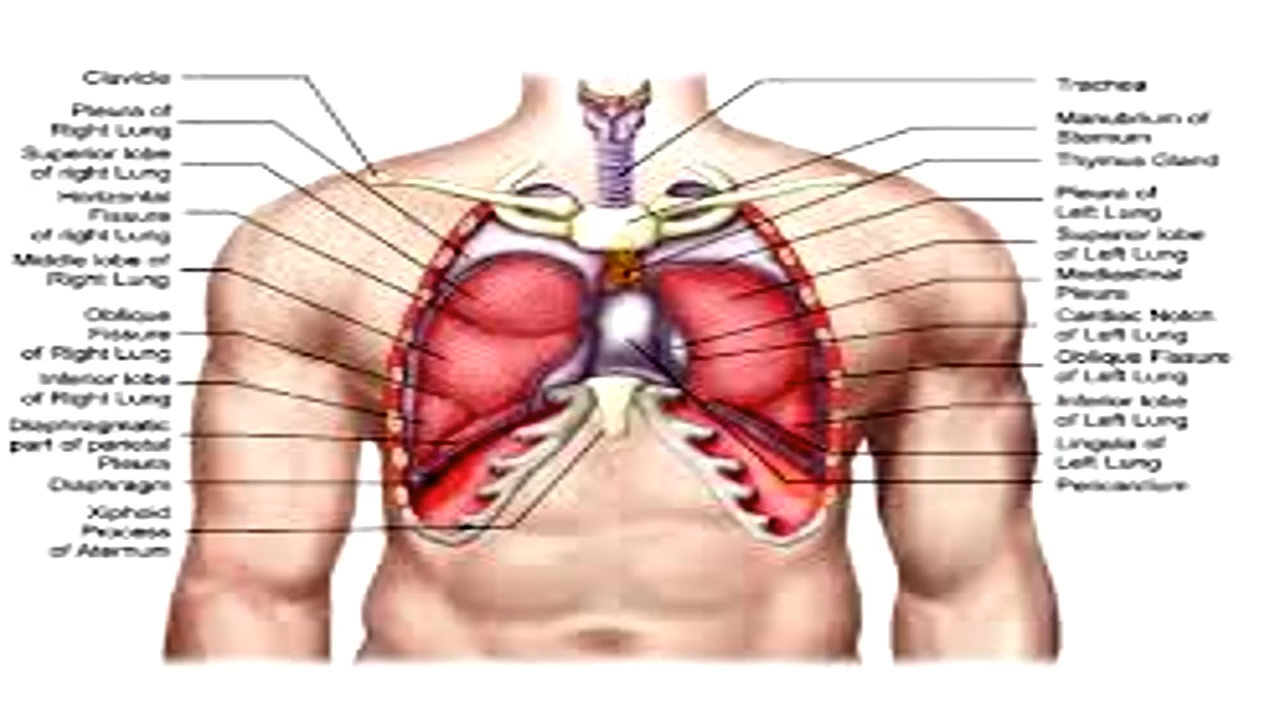 Clavicle
Pleura of
Right Lung
Superior lobe
of right Lung
Horizontal
Fissure
of right Lung
Middle lobe of
Right Lung
Oblique
Fissure
of Right Lung
Inferior lobe
of Right Lung
Diaphragmatic
part of parietal
Pleura
Diaphragm
Xiphoid
Process
of Aternum
Trachea
Manubrium of
Sternum
Thymus Gland
Pleura of
Left Lung
Superior lobe
of Left Lung
Mediastinal
Pleura
Cardiac Notch
of Left Lung
Oblique Fissure
of Left Lung
Inferior lobe
of Left Lung
Lingula of
Left Lung
Pericardium